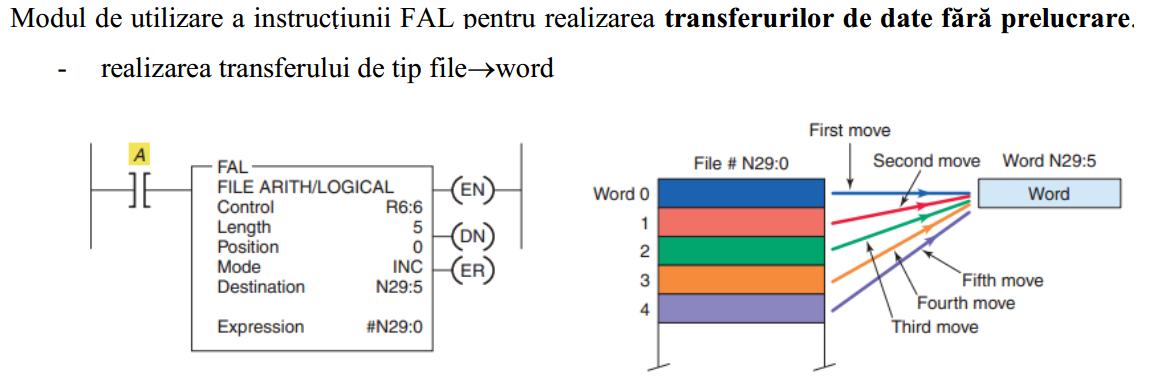 Modul de utilizare a instrucțiunii FAL pentru realizarea transferurilor de date fără prelucrare.
- realizarea transferului de tip file→word
A
FAL
FILE ARITH/LOGICAL
Control R6:6
Length 5
Position 0
Mode INC
Destination N29:5
Expression #N29:0
EN
DN
ER
First move
File # N29:0
Second move
Word N29:5
Word 0
Word
1
2
3
4
Fifth move
Fourth move
Third move